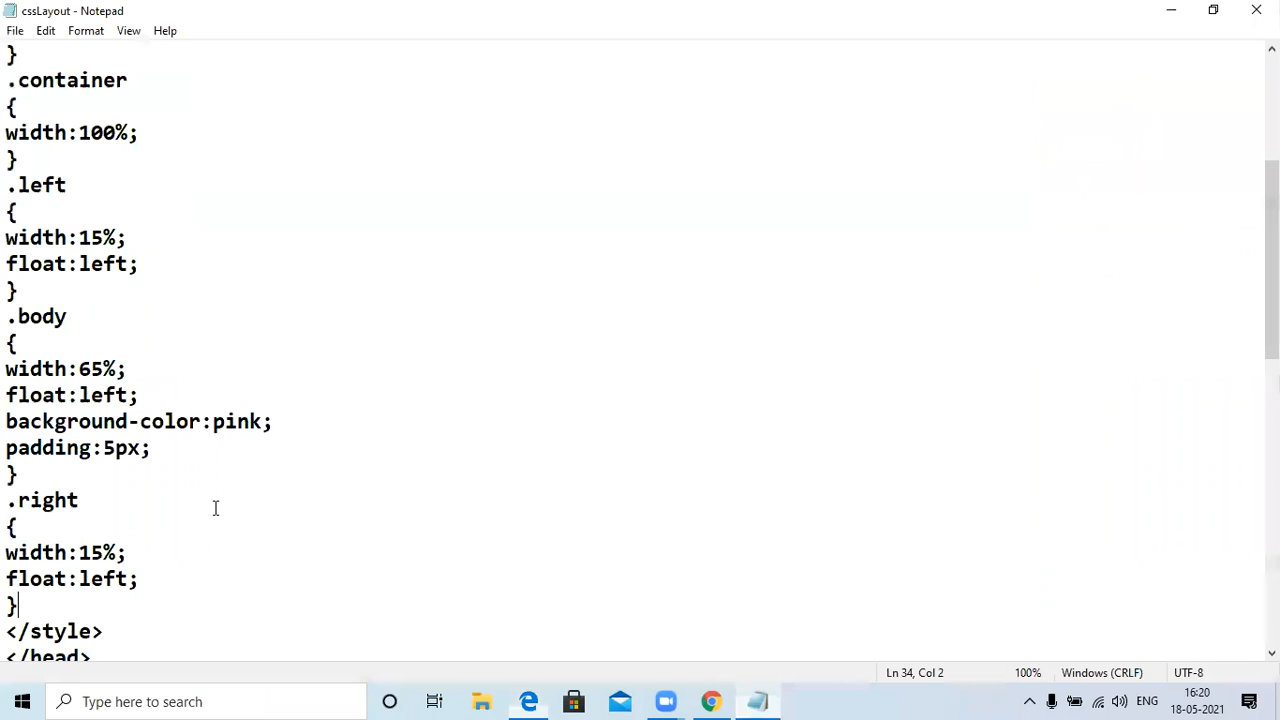 cssLayout - Notepad
File Edit Format View Help
}
.container
{
width:100%;
}
.left
{
width:15%;
float:left;
}
.body
{
width:65%;
float:left;
background-color:pink;
padding:5px;
}
.right
{
width:15%;
float:left;
}
</style>
</head>
Ln 34, Col 2 100% Windows (CRLF) UTF-8
Type here to search
ENG
16:20
18-05-2021